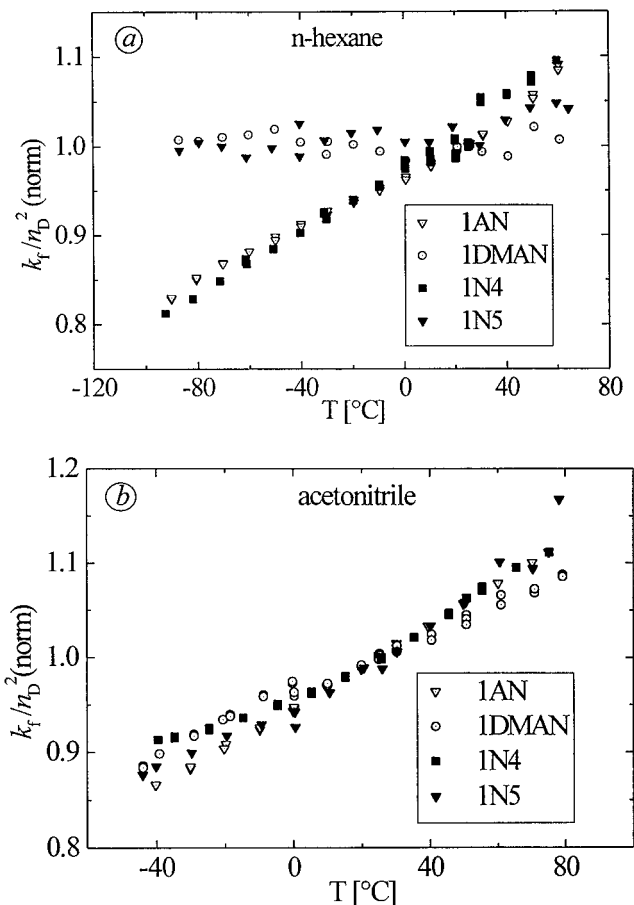 a
n-hexane
1.1
1.0
0.9
0.8
k_f/n_D^2 (norm)
1AN
1DMAN
1N4
1N5
-120
-80
-40
0
40
80
T [°C]
b
acetonitrile
1.2
1.1
1.0
0.9
0.8
k_f/n_D^2 (norm)
1AN
1DMAN
1N4
1N5
-40
0
40
80
T [°C]